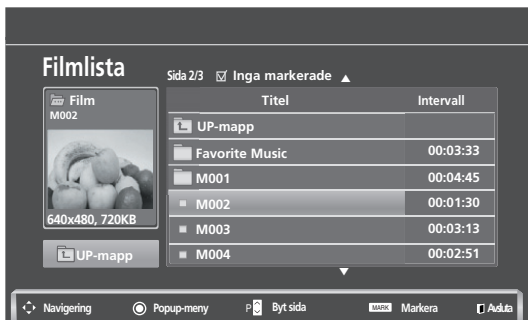 Filmlista
Sida 2/3 Inga markerade
Film
M002
640x480, 720KB
UP-mapp
Titel Intervall
UP-mapp
Favorite Music 00:03:33
M001 00:04:45
M002 00:01:30
M003 00:03:13
M004 00:02:51
Navigering Popup-meny P Byt sida MARK Markera Avsluta